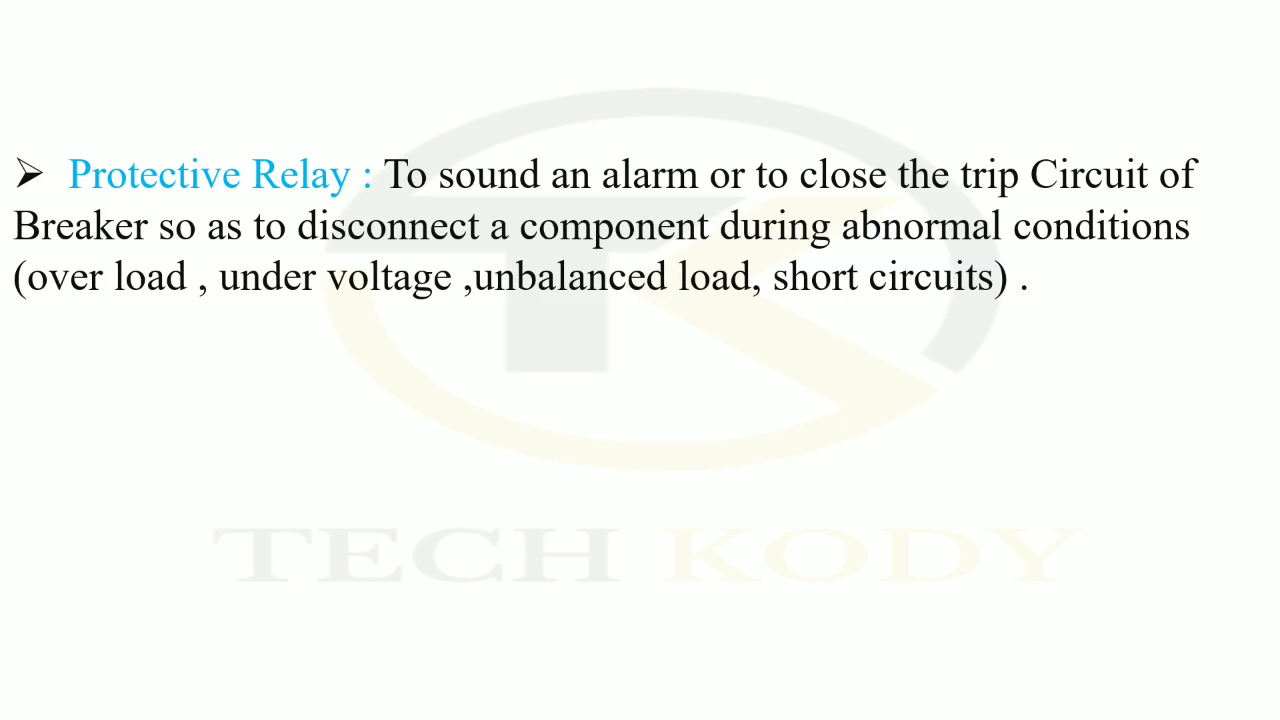 ➢ Protective Relay : To sound an alarm or to close the trip Circuit of
Breaker so as to disconnect a component during abnormal conditions
(over load , under voltage ,unbalanced load, short circuits) .
TECH KODY